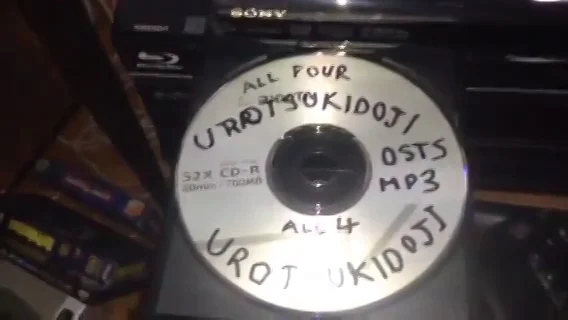 SONY
ALL FOUR
UROTSUKIDOJI
OSTS
MP3
52X CD-R
80min · 700MB
ALL 4
UROTSUKIDOJI